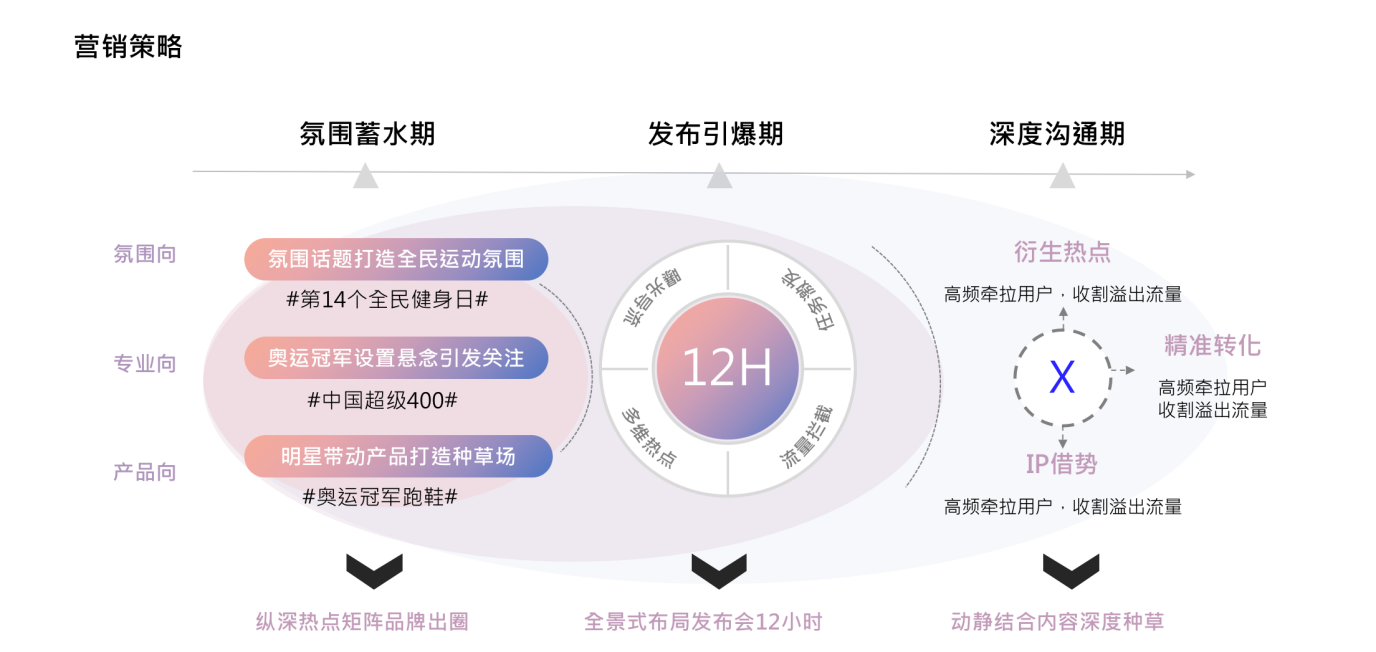 营销策略
氛围蓄水期
发布引爆期
深度沟通期
氛围向
氛围话题打造全民运动氛围
#第14个全民健身日#
专业向
奥运冠军设置悬念引发关注
#中国超级400#
产品向
明星带动产品打造种草场
#奥运冠军跑鞋#
曝光导流
任务激发
12H
多维热点
流量拦截
衍生热点
高频牵拉用户·收割溢出流量
X
精准转化
高频牵拉用户
收割溢出流量
IP借势
高频牵拉用户·收割溢出流量
纵深热点矩阵品牌出圈
全景式布局发布会12小时
动静结合内容深度种草